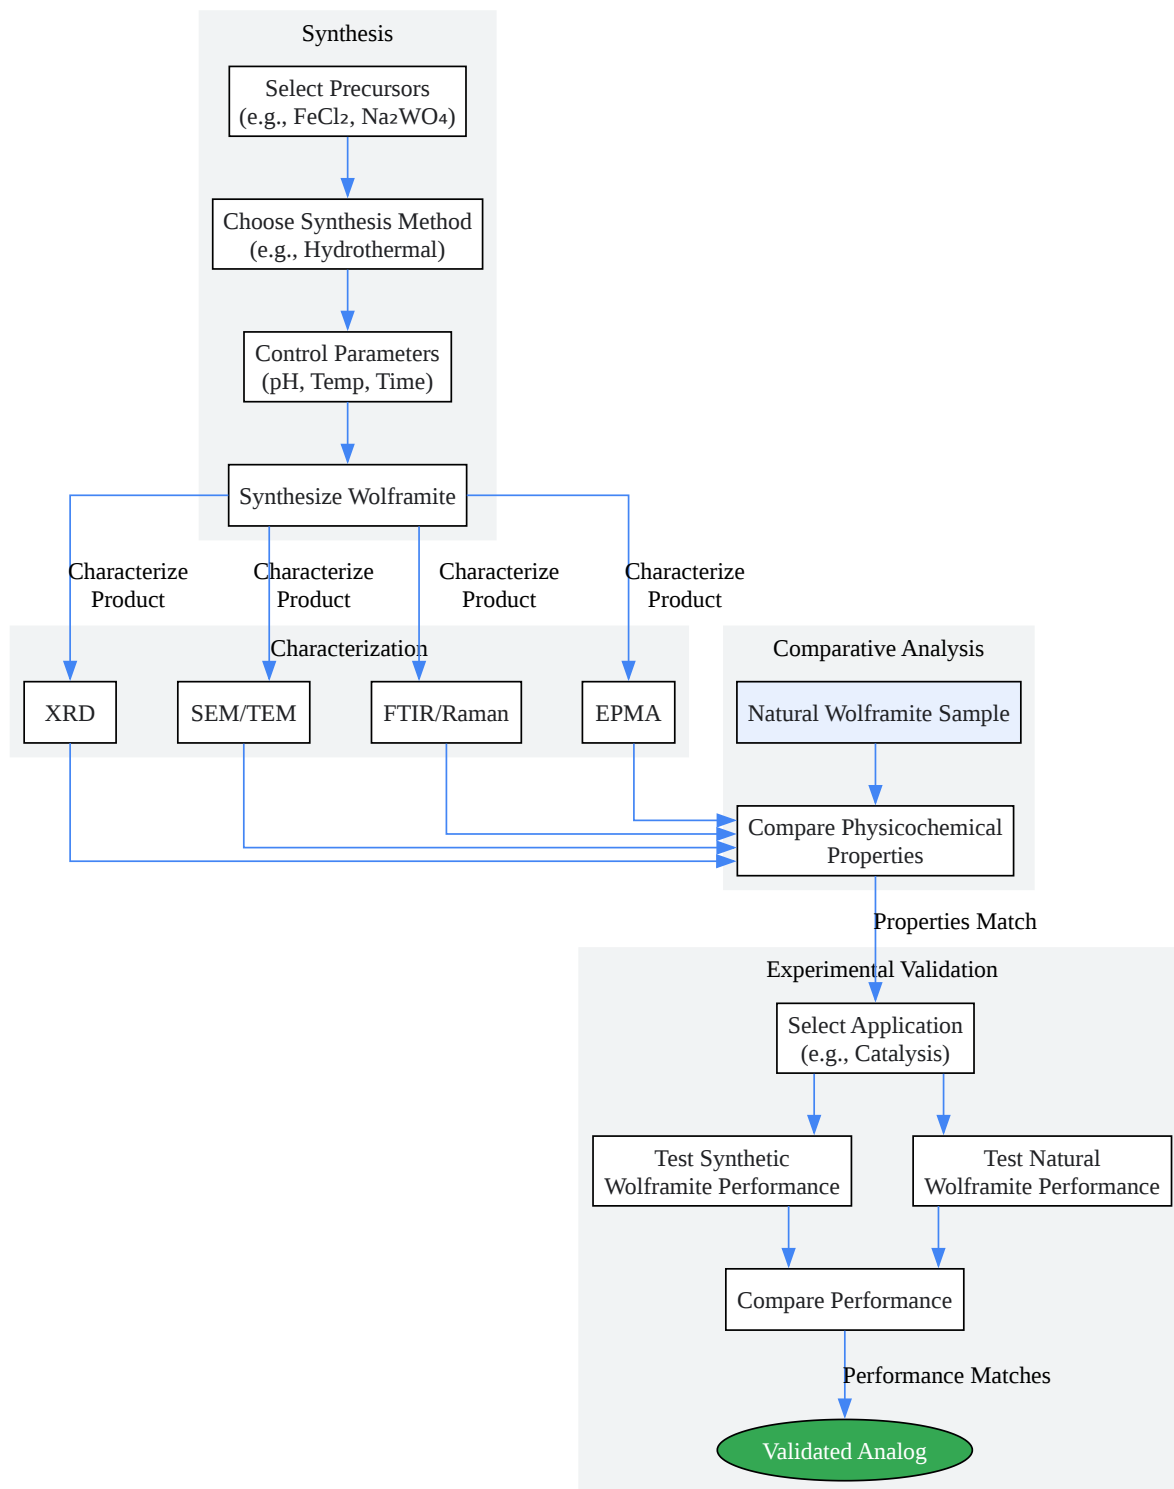 Synthesis
Select Precursors
(e.g., FeCl₂, Na₂WO₄)
Choose Synthesis Method
(e.g., Hydrothermal)
Control Parameters
(pH, Temp, Time)
Synthesize Wolframite
Characterize
Product
Characterize
Product
Characterize
Product
Characterize
Product
Characterization
XRD
SEM/TEM
FTIR/Raman
EPMA
Comparative Analysis
Natural Wolframite Sample
Compare Physicochemical
Properties
Properties Match
Experimental Validation
Select Application
(e.g., Catalysis)
Test Synthetic
Wolframite Performance
Test Natural
Wolframite Performance
Compare Performance
Performance Matches
Validated Analog